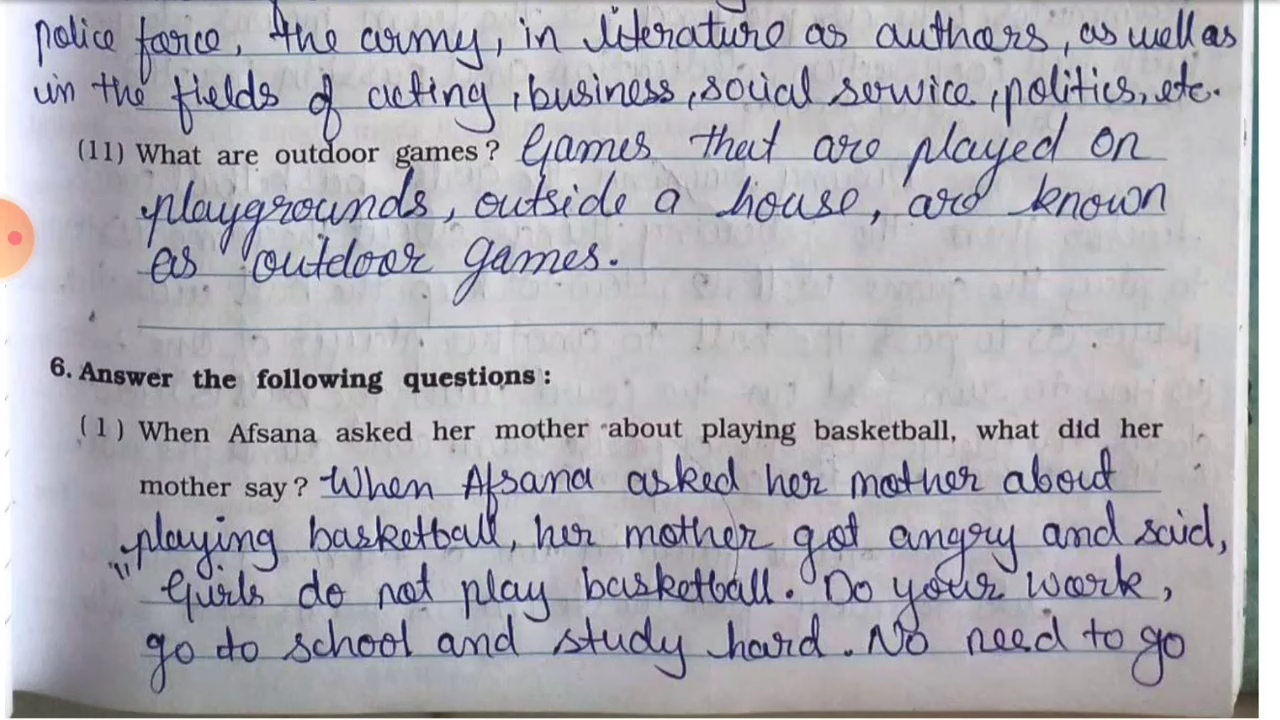 police force, the army, in literature as authors, as well as
in the fields of acting, business, social service, politics, etc.
(11) What are outdoor games ? Games that are played on
playgrounds, outside a house, are known
as outdoor games.
6. Answer the following questions :
(1) When Afsana asked her mother about playing basketball, what did her
mother say ? When Afsana asked her mother about
playing basketball, her mother got angry and said,
"Girls do not play basketball. Do your work,
go to school and study hard. No need to go